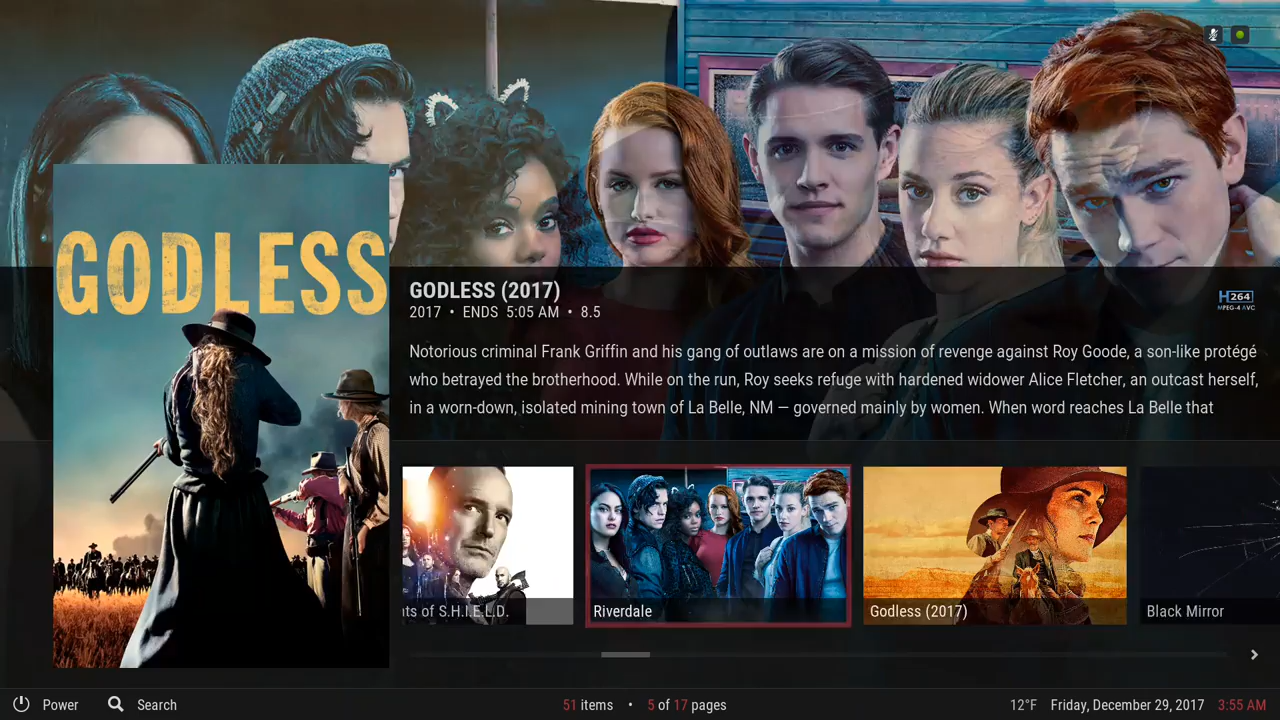 GODLESS
GODLESS (2017)
2017 • ENDS 5:05 AM • 8.5
H264
MPEG-4 AVC
Notorious criminal Frank Griffin and his gang of outlaws are on a mission of revenge against Roy Goode, a son-like protégé
who betrayed the brotherhood. While on the run, Roy seeks refuge with hardened widower Alice Fletcher, an outcast herself,
in a worn-down, isolated mining town of La Belle, NM — governed mainly by women. When word reaches La Belle that
nts of S.H.I.E.L.D.
Riverdale
Godless (2017)
Black Mirror
Power
Search
51 items • 5 of 17 pages
12°F Friday, December 29, 2017 3:55 AM